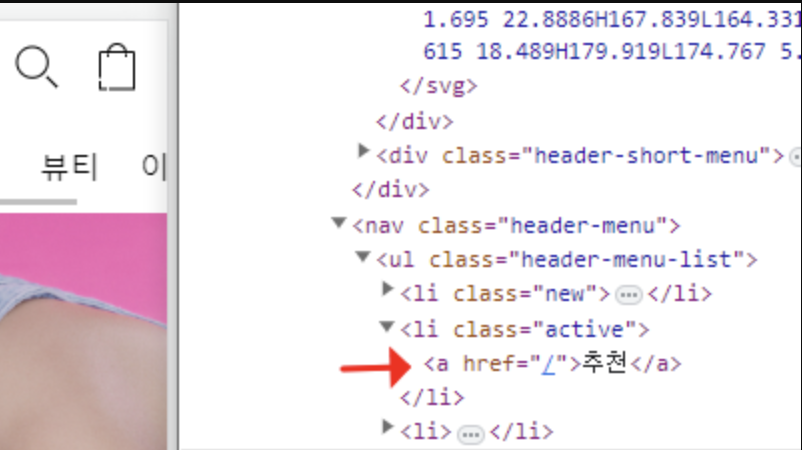 뷰티
1.695 22.8886H167.839L164.331
615 18.489H179.919L174.767 5.
</svg>
</div>
<div class="header-short-menu">
</div>
<nav class="header-menu">
<ul class="header-menu-list">
<li class="new">…</li>
<li class="active">
<a href="/">추천</a>
</li>
<li>…</li>